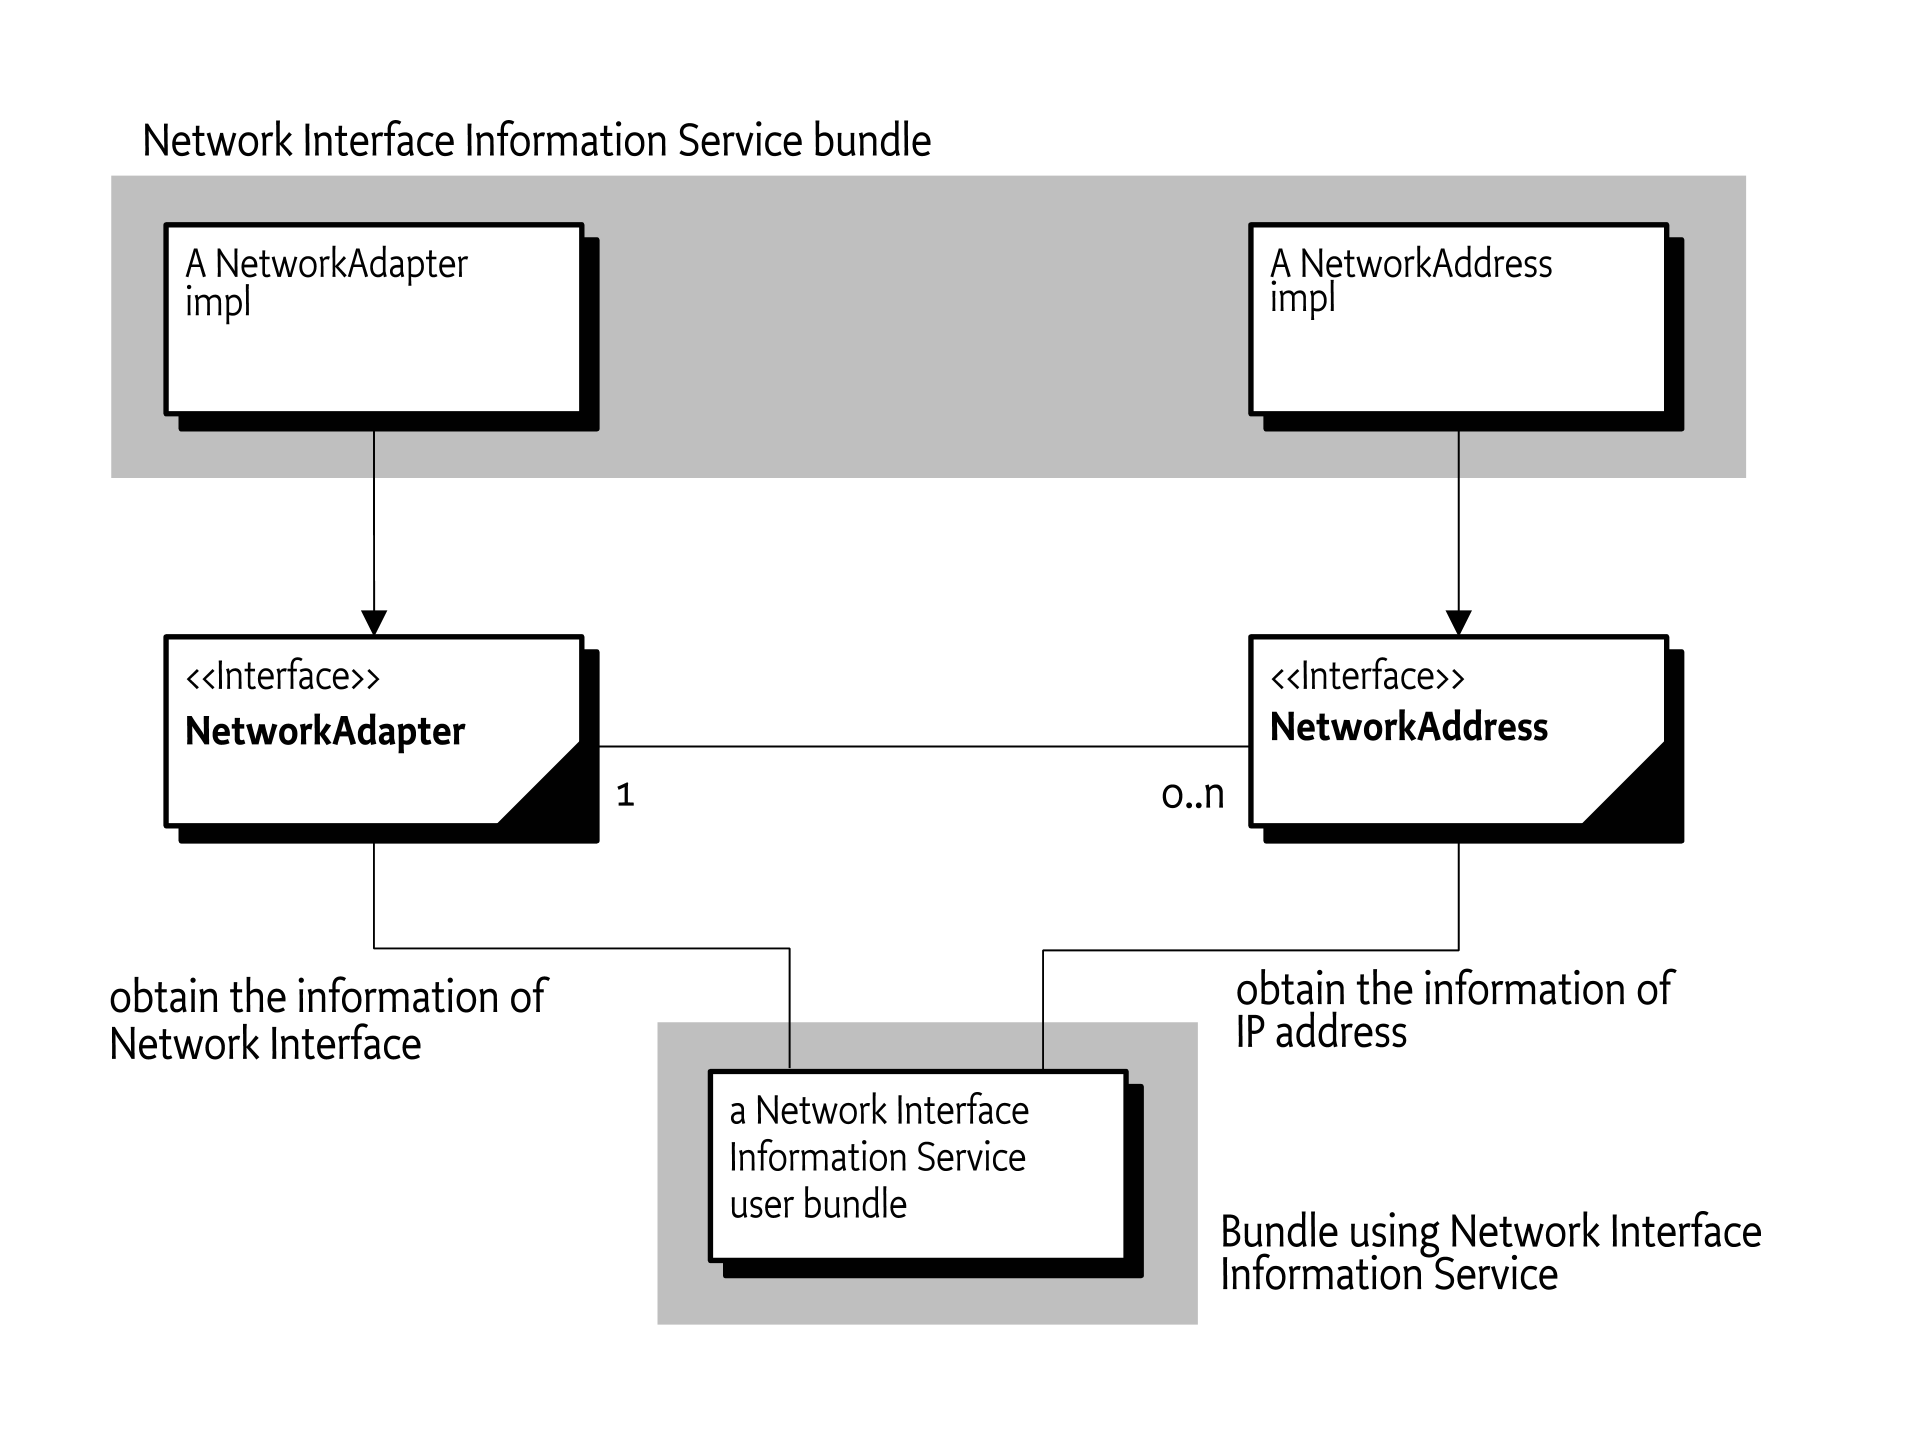 Network Interface Information Service bundle
A NetworkAdapter
impl
A NetworkAddress
impl
<<Interface>>
NetworkAdapter
<<Interface>>
NetworkAddress
1
0..n
obtain the information of
Network Interface
obtain the information of
IP address
a Network Interface
Information Service
user bundle
Bundle using Network Interface
Information Service